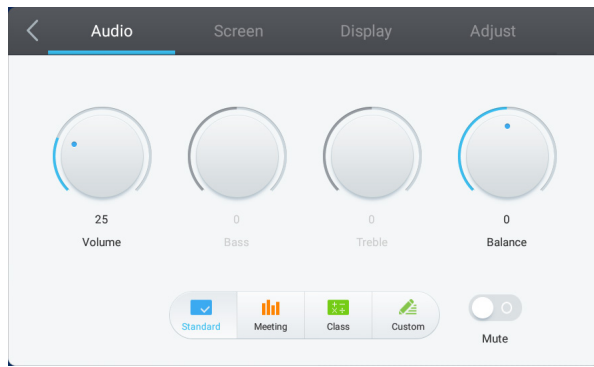 Audio Screen Display Adjust
25 0 0 0
Volume Bass Treble Balance
Standard Meeting Class Custom
Mute